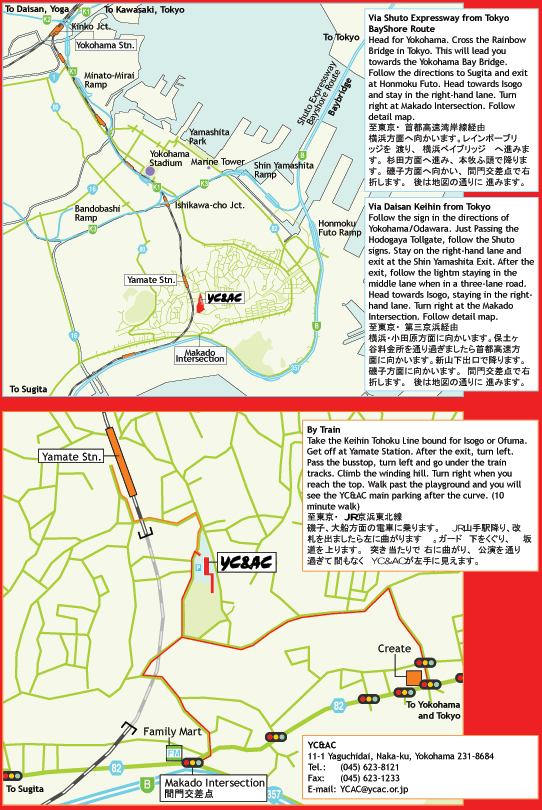 To Daisan, Yoga
To Kawasaki, Tokyo
K2
K1
Kinko Jct.
Yokohama Stn.
1
Minato-Mirai
Ramp
To Tokyo
Shuto Expressway
Bayshore Route
Baybridge
Yamashita
Park
Yokohama
Stadium
Marine Tower
Shin Yamashita
Ramp
K1
K3
B
16
Ishikawa-cho Jct.
Bandobashi
Ramp
K3
Honmoku
Futo Ramp
82
Yamate Stn.
YC&AC
B
16
Makado
Intersection
357
To Sugita
Via Shuto Expressway from Tokyo
BayShore Route
Head for Yokohama. Cross the Rainbow
Bridge in Tokyo. This will lead you
towards the Yokohama Bay Bridge.
Follow the directions to Sugita and exit
at Honmoku Futo. Head towards Isogo
and stay in the right-hand lane. Turn
right at Makado Intersection. Follow
detail map.
至東京・ 首都高速湾岸線経由
横浜方面へ向かいます。レインボーブリ
ッジを 渡り、 横浜ベイブリッジ へ進みま
す。杉田方面へ進み、本牧ふ頭で降りま
す。磯子方面へ向かい、 間門交差点で右
折します。 後は地図の通りに 進みます。
Via Daisan Keihin from Tokyo
Follow the sign in the directions of
Yokohama/Odawara. Just Passing the
Hodogaya Tollgate, follow the Shuto
signs. Stay on the right-hand lane and
exit at the Shin Yamashita Exit. After the
exit, follow the lightm staying in the
middle lane when in a three-lane road.
Head towards Isogo, staying in the right-
hand lane. Turn right at the Makado
Intersection. Follow detail map.
至東京・ 第三京浜経由
横浜・小田原方面に向かいます。保土ヶ
谷料金所を通り過ぎましたら首都高速方
面に向かいます。新山下出口で降ります。
磯子方面に向かいます。 間門交差点で右
折します。 後は地図の通りに 進みます。
By Train
Take the Keihin Tohoku Line bound for Isogo or Ofuma.
Get off at Yamate Station. After the exit, turn left.
Pass the busstop, turn left and go under the train
tracks. Climb the winding hill. Turn right when you
reach the top. Walk past the playground and you will
see the YC&AC main parking after the curve. (10
minute walk)
至東京・ JR京浜東北線
磯子、大船方面の電車に乗ります。 JR山手駅降り、改
札を出ましたら左に曲がります 。ガード 下をくぐり、 坂
道を上ります。 突き当たりで 右に曲がり、 公演を通り
過ぎて間もなく YC&ACが左手に見えます。
Yamate Stn.
P
YC&AC
Create
To Yokohama
and Tokyo
82
Family Mart
FM
Makado Intersection
間門交差点
To Sugita
82
B
357
YC&AC
11-1 Yaguchidai, Naka-ku, Yokohama 231-8684
Tel.: (045) 623-8121
Fax: (045) 623-1233
E-mail: YCAC@ycac.or.jp